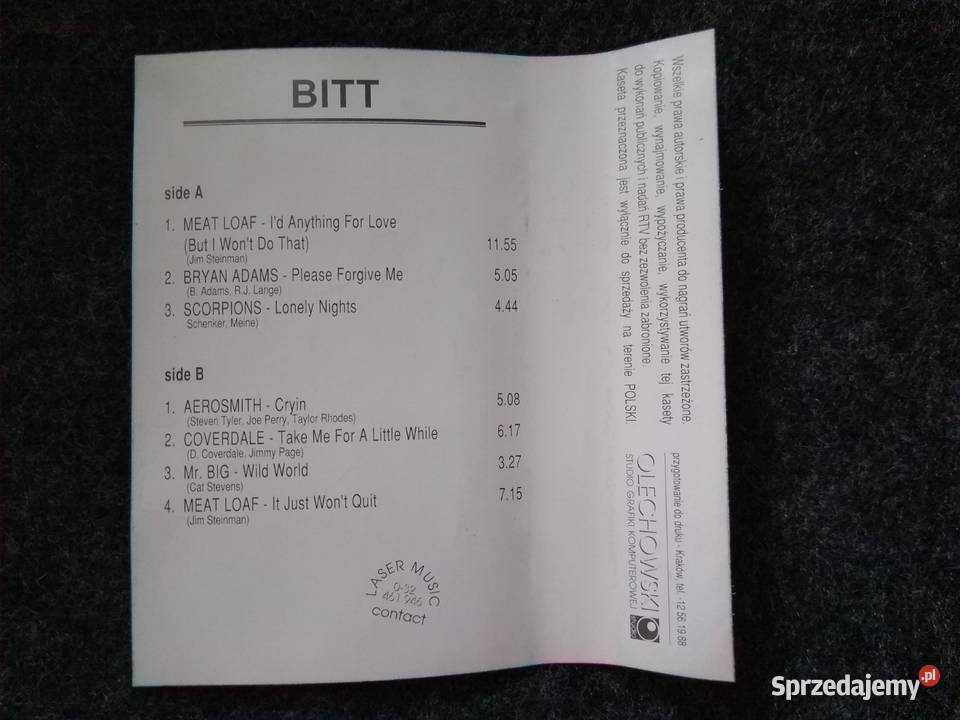 BITT
side A
1. MEAT LOAF - I'd Anything For Love
(But I Won't Do That) 11.55
(Jim Steinman)
2. BRYAN ADAMS - Please Forgive Me 5.05
(B. Adams, R.J. Lange)
3. SCORPIONS - Lonely Nights 4.44
Schenker, Meine)
side B
1. AEROSMITH - Cryin 5.08
(Steven Tyler, Joe Perry, Taylor Rhodes)
2. COVERDALE - Take Me For A Little While 6.17
(D. Coverdale, Jimmy Page)
3. Mr. BIG - Wild World 3.27
(Cat Stevens)
4. MEAT LOAF - It Just Won't Quit 7.15
(Jim Steinman)
LASER MUSIC
0-32
contact
Wszelkie prawa autorskie i prawa producenta do nagrań utworów zastrzeżone.
Kopiowanie, wynajmowanie, wypożyczanie, wykorzystywanie tej kasety
do wykonań publicznych i nadań RTV bez zezwolenia zabronione.
Kaseta przeznaczona jest wyłącznie do sprzedaży na terenie POLSKI.
przygotowanie do druku - Kraków, tel. -12 56 19 88
OLECHOWSKI
STUDIO GRAFIKI KOMPUTEROWEJ
Sprzedajemy.pl